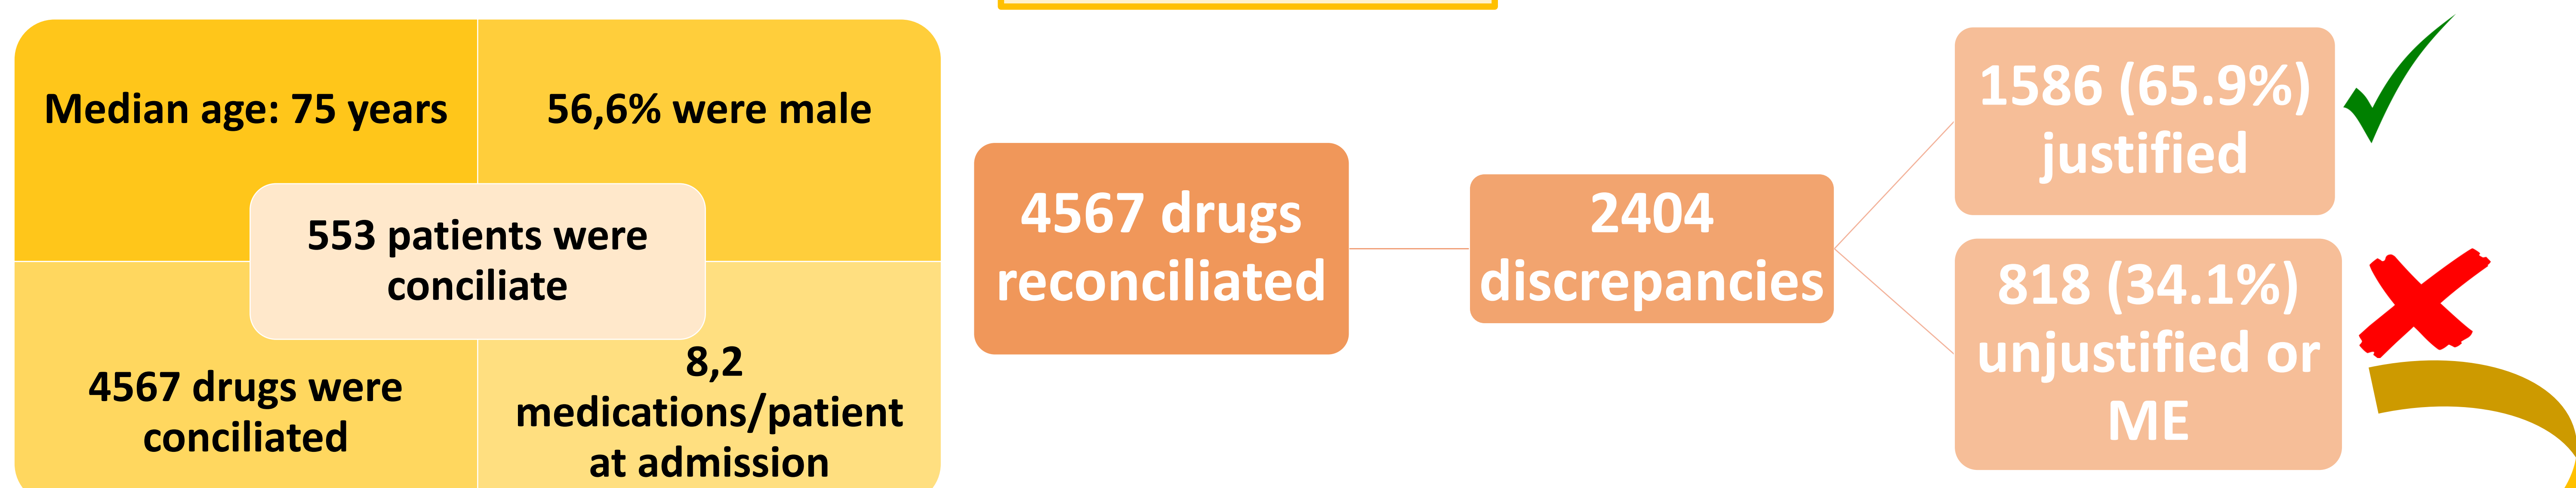 Median age: 75 years
56,6% were male
553 patients were
conciliate
4567 drugs were
conciliated
8,2
medications/patient
at admission
4567 drugs
reconciliated
2404
discrepancies
1586 (65.9%)
justified
818 (34.1%)
unjustified or
ME